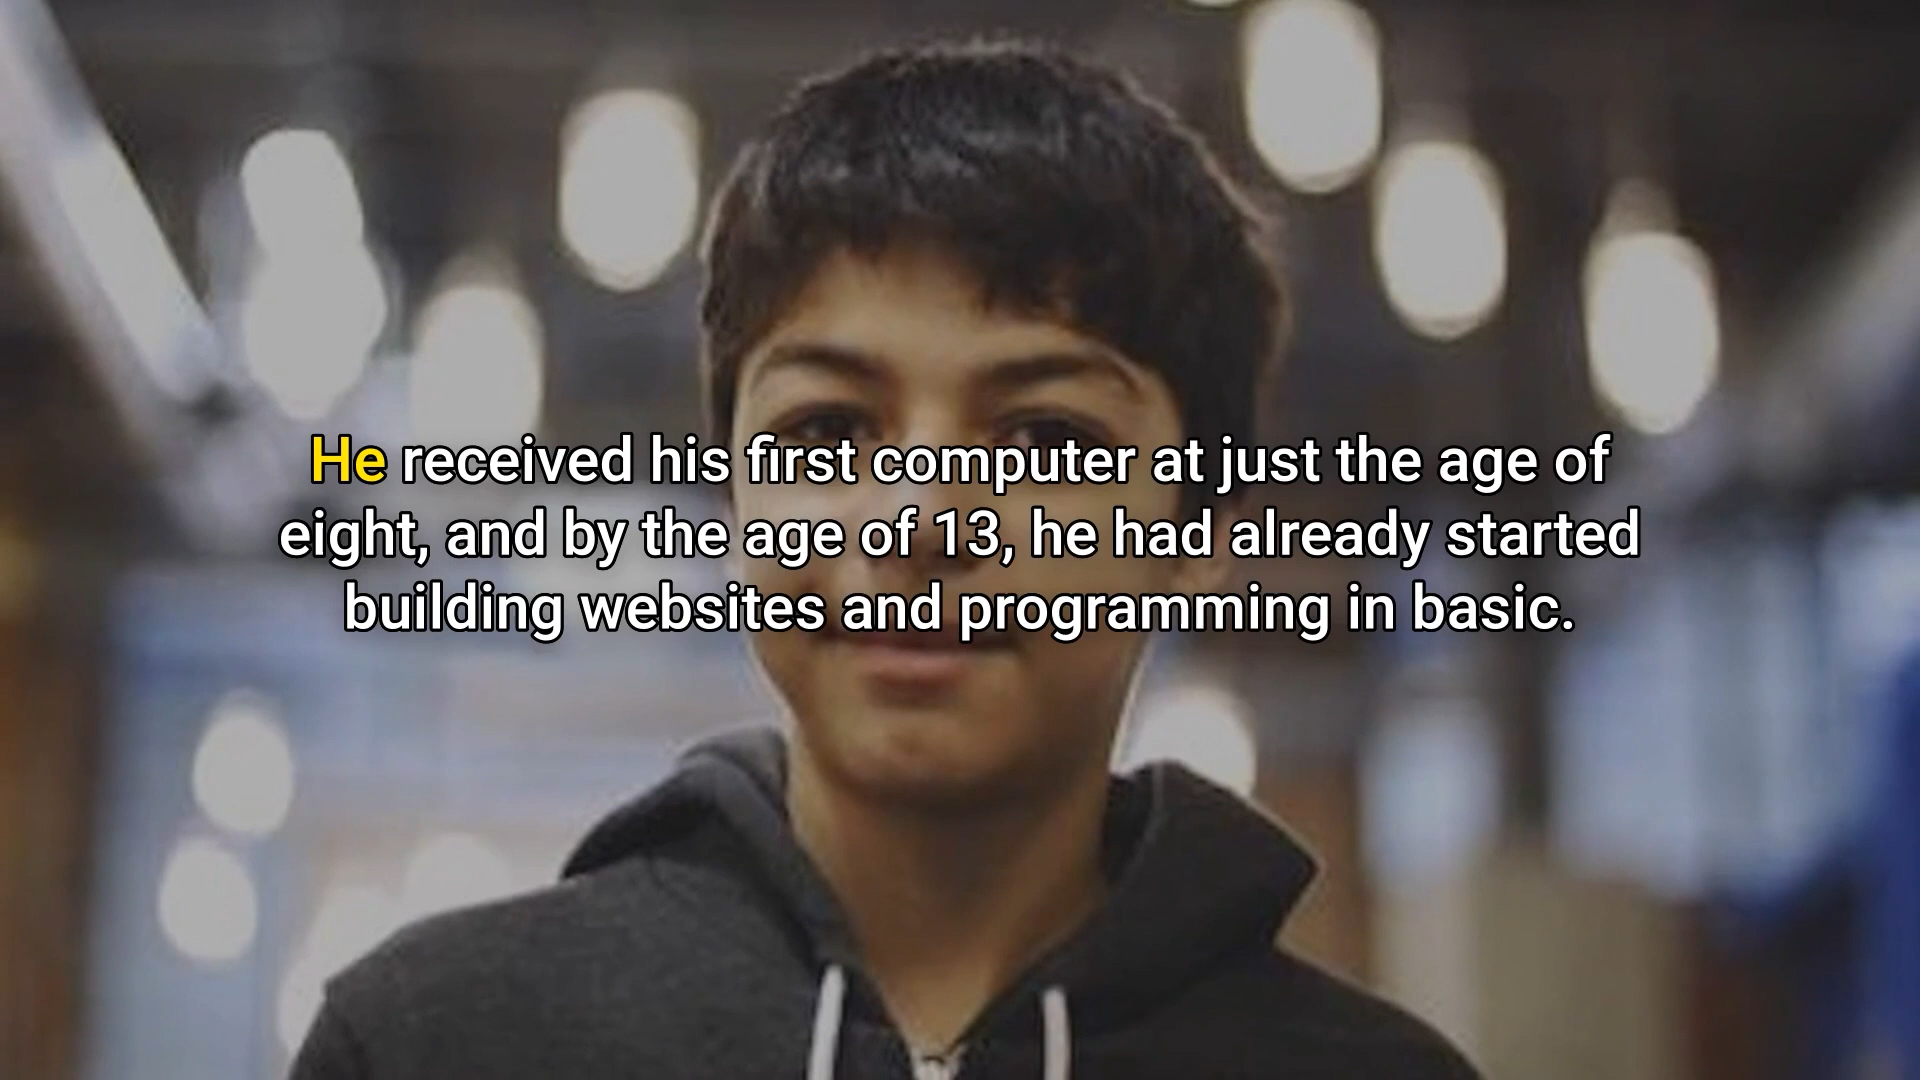 He received his first computer at just the age of
eight, and by the age of 13, he had already started
building websites and programming in basic.